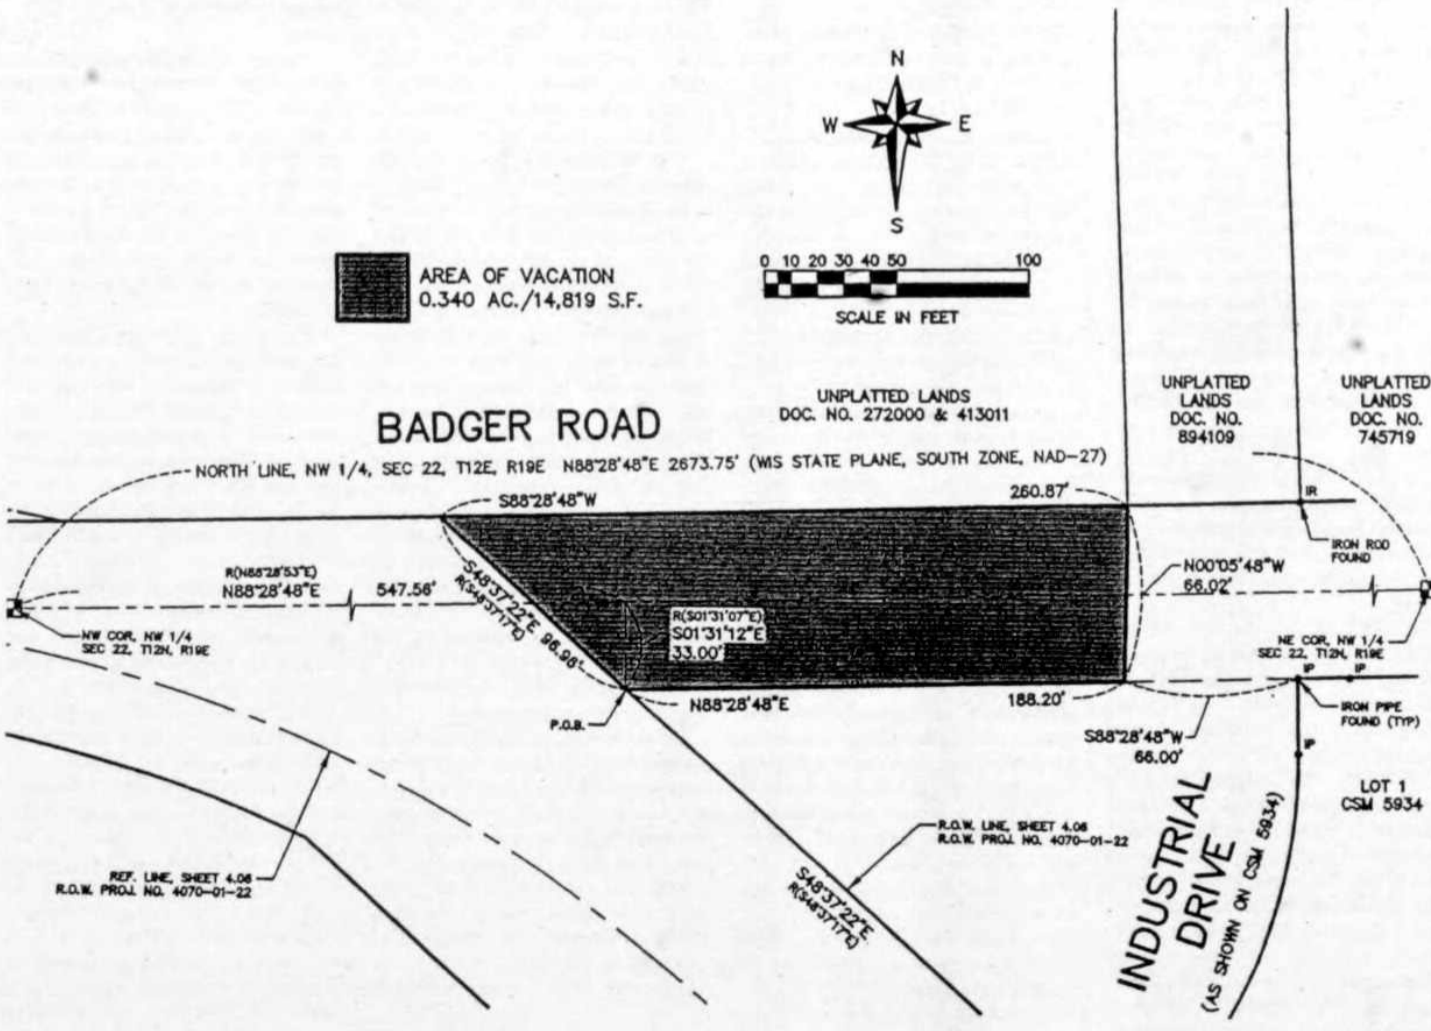 N
W E
S
AREA OF VACATION
0.340 AC./14,819 S.F.
0 10 20 30 40 50 100
SCALE IN FEET
UNPLATTED LANDS
DOC. NO. 272000 & 413011
UNPLATTED
LANDS
DOC. NO.
894109
UNPLATTED
LANDS
DOC. NO.
745719
BADGER ROAD
NORTH LINE, NW 1/4, SEC 22, T12E, R19E N88°28'48"E 2673.75' (WIS STATE PLANE, SOUTH ZONE, NAD-27)
S88°28'48"W
260.87'
IR
IRON ROD
FOUND
R(N88°28'53"E)
N88°28'48"E
547.56'
S48°37'22"E 96.98'
R(S48°37'17"E)
R(S01°31'07"E)
S01°31'12"E
33.00'
N00°05'48"W
66.02'
NW COR, NW 1/4
SEC 22, T12N, R19E
NE COR, NW 1/4
SEC 22, T12N, R19E
IP IP
N88°28'48"E
188.20'
P.O.B.
IRON PIPE
FOUND (TYP)
S88°28'48"W
66.00'
IP
LOT 1
CSM 5934
R.O.W. LINE, SHEET 4.08
R.O.W. PROJ. NO. 4070-01-22
REF. LINE, SHEET 4.08
R.O.W. PROJ. NO. 4070-01-22
S48°37'22"E
R(S48°37'17"E)
INDUSTRIAL
DRIVE
(AS SHOWN ON CSM 5934)